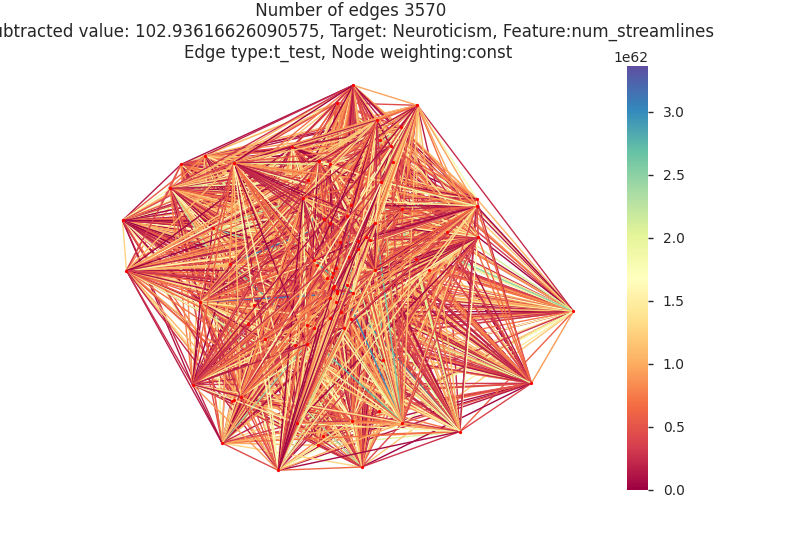 Number of edges 3570
ubtracted value: 102.93616626090575, Target: Neuroticism, Feature:num_streamlines
Edge type:t_test, Node weighting:const
1e62
3.0
2.5
2.0
1.5
1.0
0.5
0.0